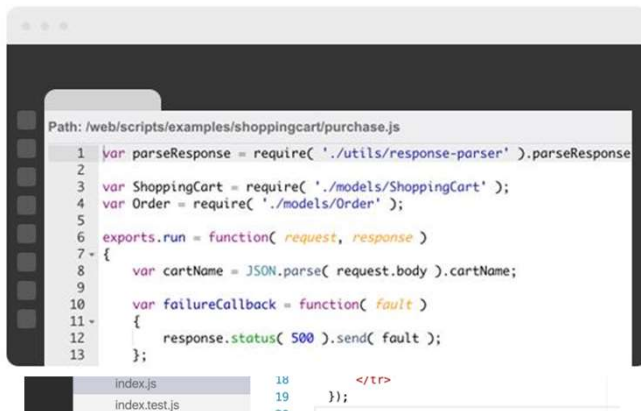 Path: /web/scripts/examples/shoppingcart/purchase.js
1 var parseResponse = require( './utils/response-parser' ).parseResponse
2
3 var ShoppingCart = require( './models/ShoppingCart' );
4 var Order = require( './models/Order' );
5
6 exports.run = function( request, response )
7 {
8 var cartName = JSON.parse( request.body ).cartName;
9
10 var failureCallback = function( fault )
11 {
12 response.status( 500 ).send( fault );
13 };
index.js
18 </tr>
index.test.js
19 });